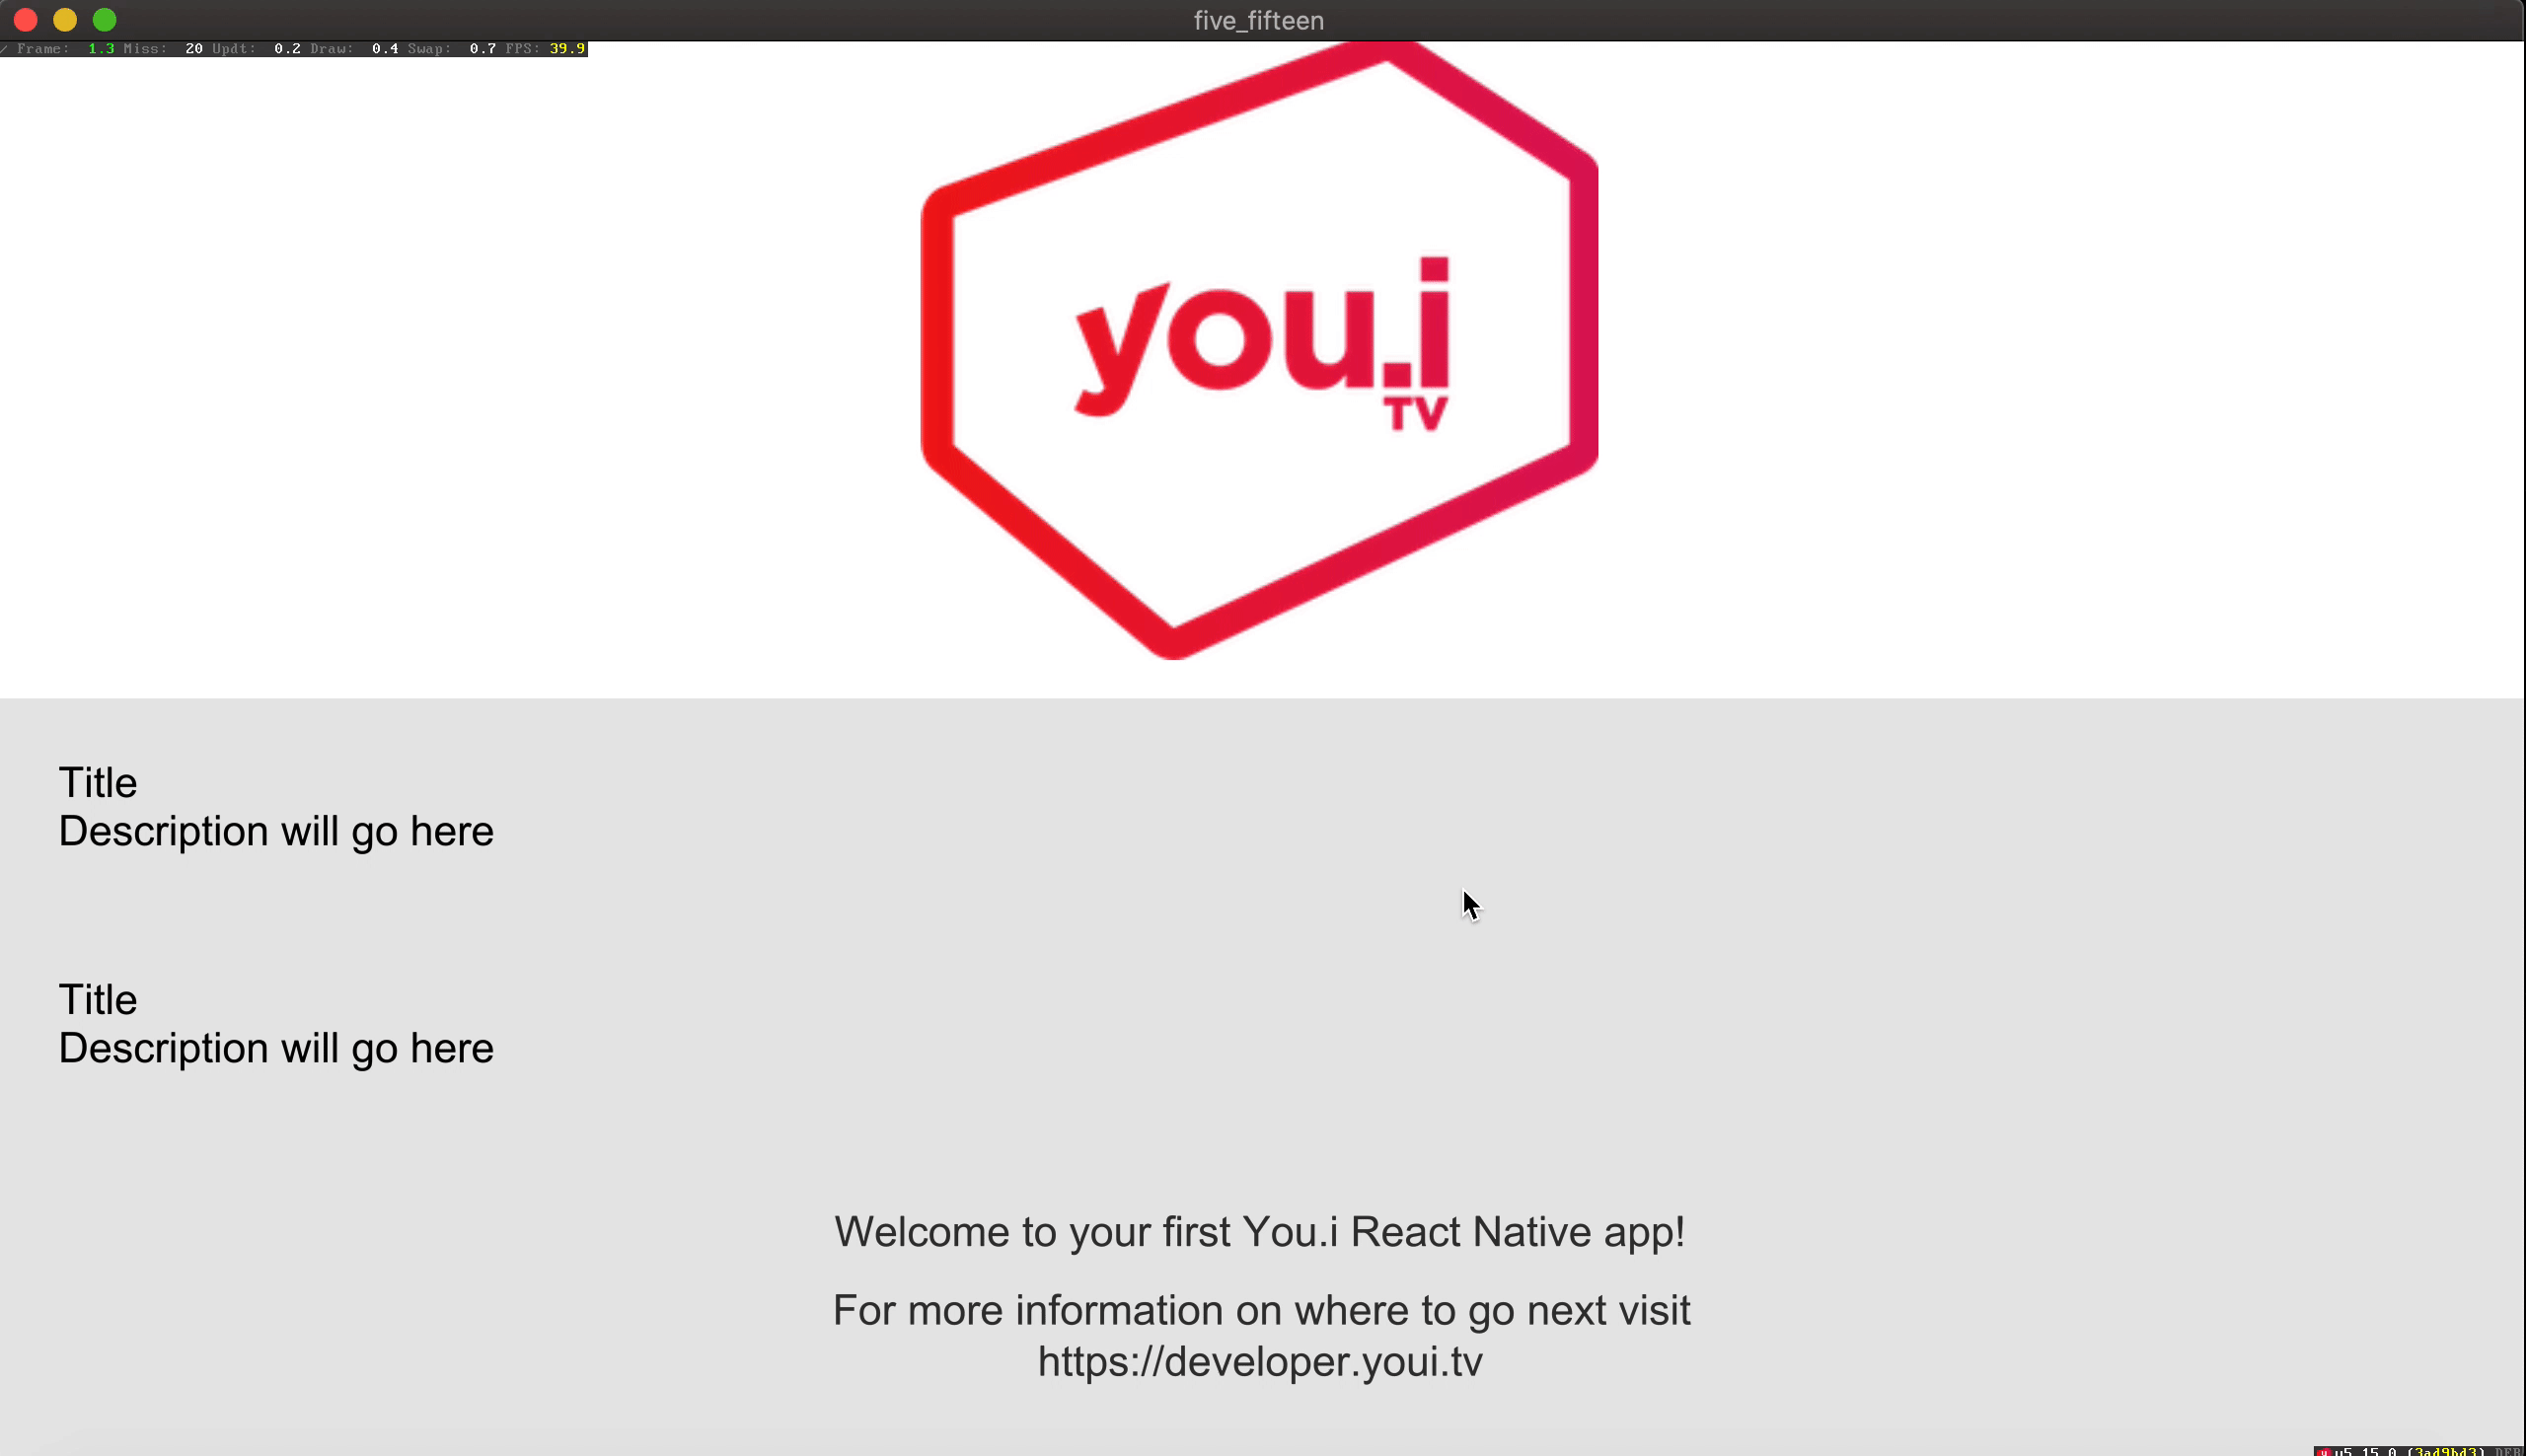 five_fifteen
Frame: 1.3 Miss: 20 Updt: 0.2 Draw: 0.4 Swap: 0.7 FPS: 39.9
you.i
TV
Title
Description will go here
Title
Description will go here
Welcome to your first You.i React Native app!
For more information on where to go next visit
https://developer.youi.tv